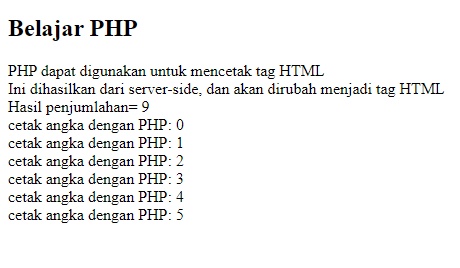 Belajar PHP
PHP dapat digunakan untuk mencetak tag HTML
Ini dihasilkan dari server-side, dan akan dirubah menjadi tag HTML
Hasil penjumlahan= 9
cetak angka dengan PHP: 0
cetak angka dengan PHP: 1
cetak angka dengan PHP: 2
cetak angka dengan PHP: 3
cetak angka dengan PHP: 4
cetak angka dengan PHP: 5